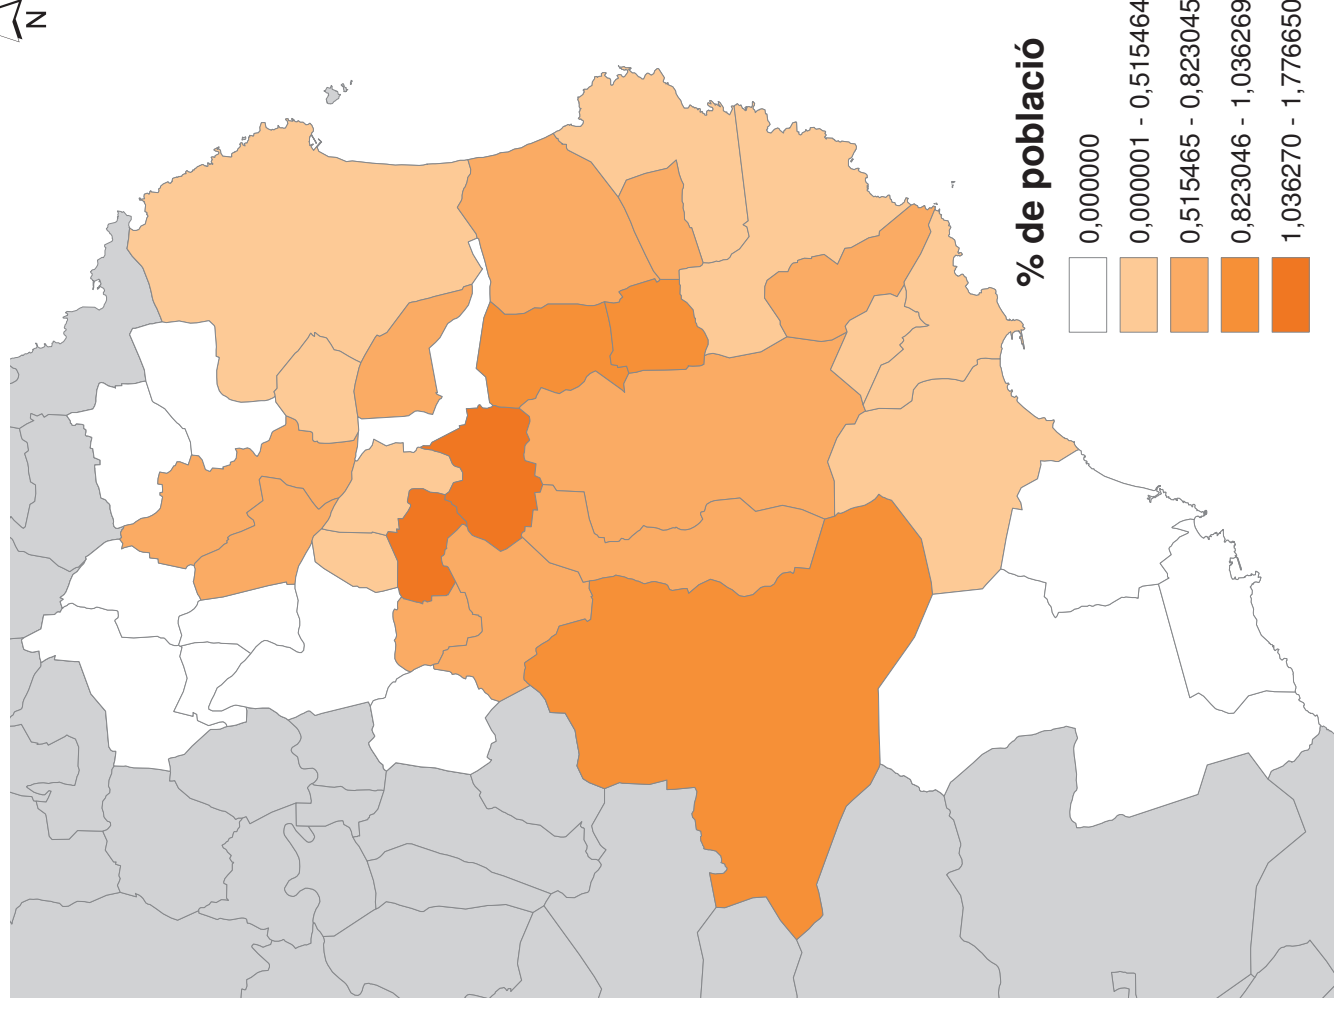 N
% de població
0,000000
0,000001 - 0,515464
0,515465 - 0,823045
0,823046 - 1,036269
1,036270 - 1,776650